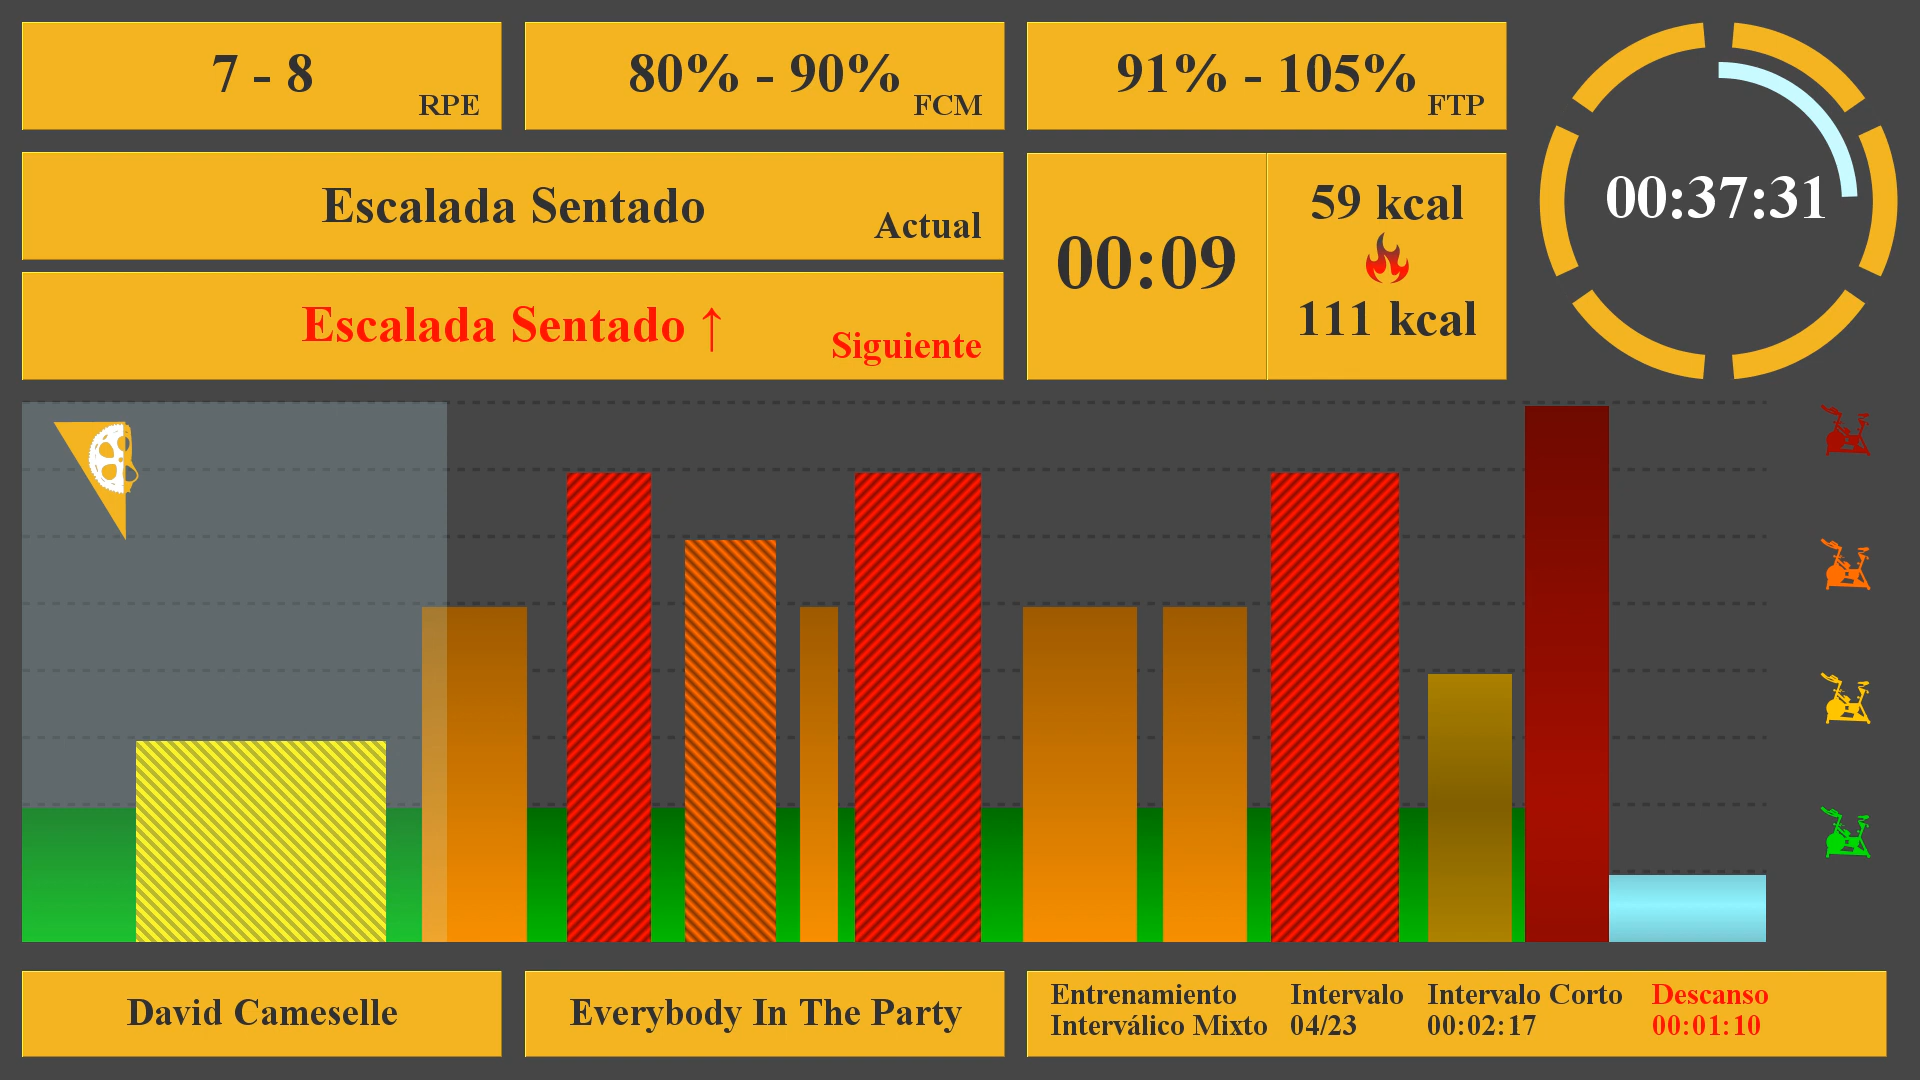 7 - 8
RPE
80% - 90%
FCM
91% - 105%
FTP
00:37:31
Escalada Sentado
Actual
Escalada Sentado ↑
Siguiente
00:09
59 kcal
111 kcal
David Cameselle
Everybody In The Party
Entrenamiento
Interválico Mixto
Intervalo
04/23
Intervalo Corto
00:02:17
Descanso
00:01:10